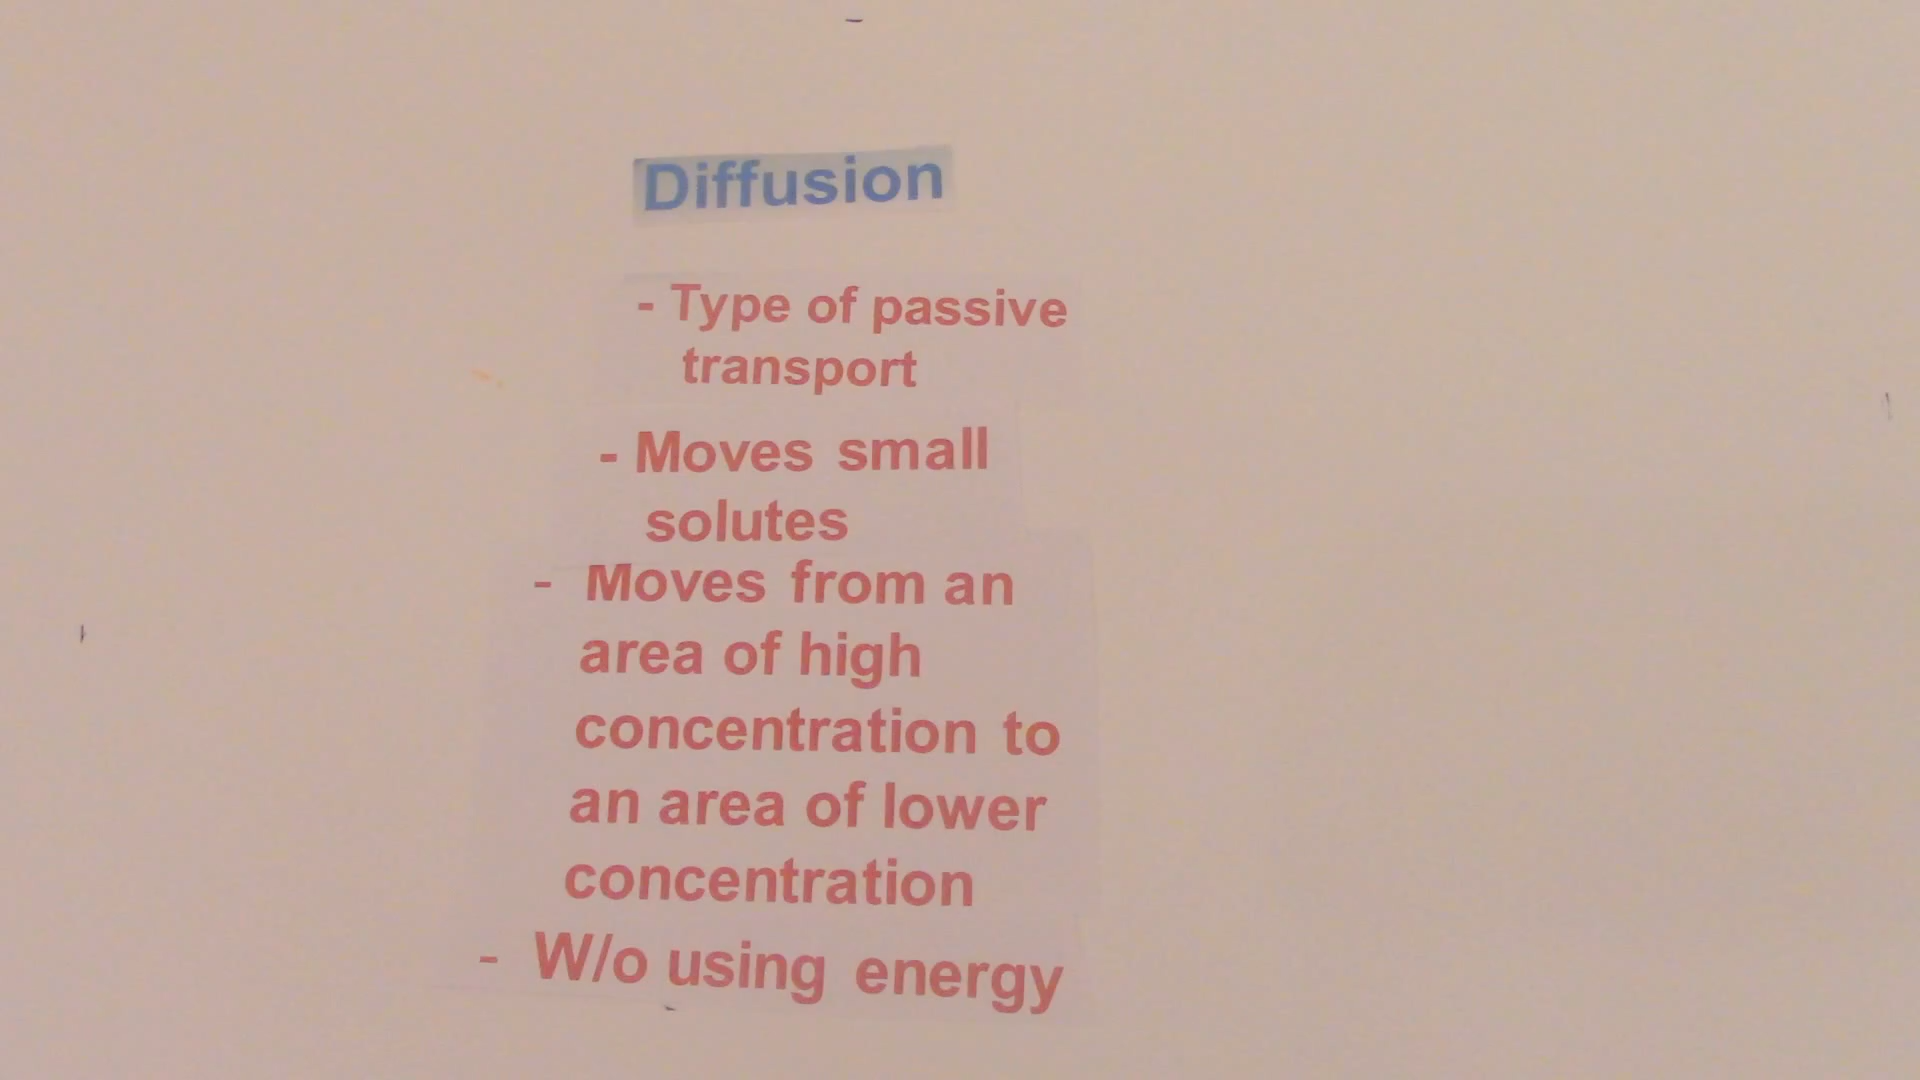 Diffusion
- Type of passive
transport
- Moves small
solutes
- Moves from an
area of high
concentration to
an area of lower
concentration
- W/o using energy